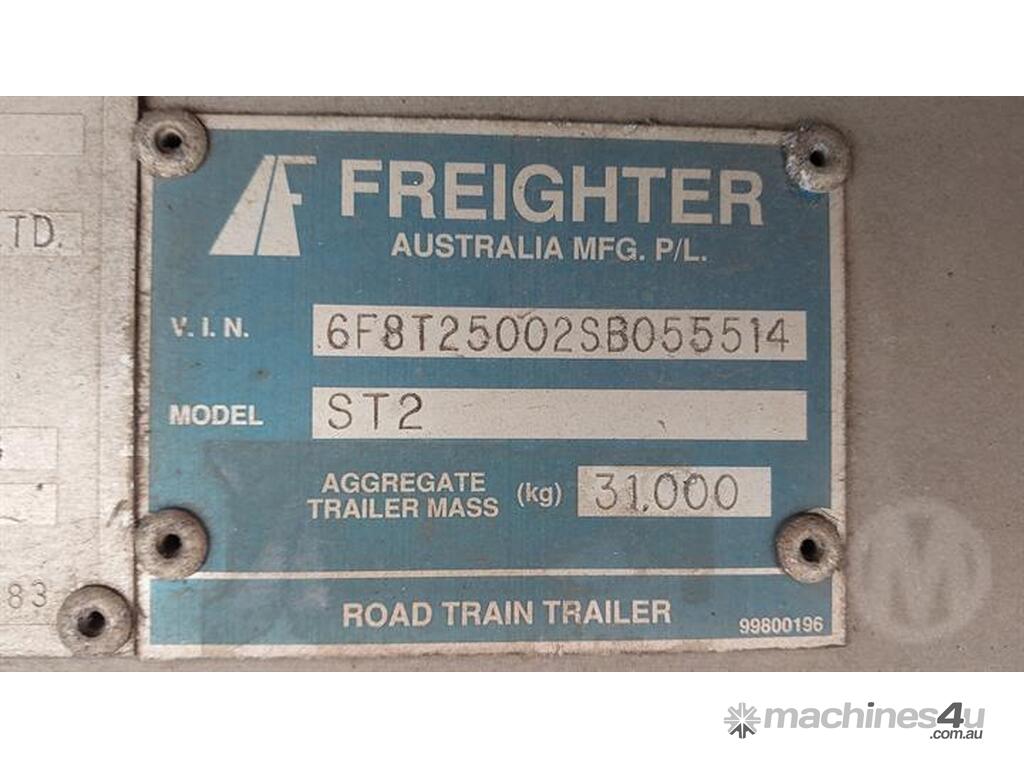 FREIGHTER
AUSTRALIA MFG. P/L.
TD.
V.I.N. 6F8T25002SB055514
MODEL ST2
AGGREGATE
TRAILER MASS (kg) 31,000
83
ROAD TRAIN TRAILER
99800196
M
machines4u
.com.au